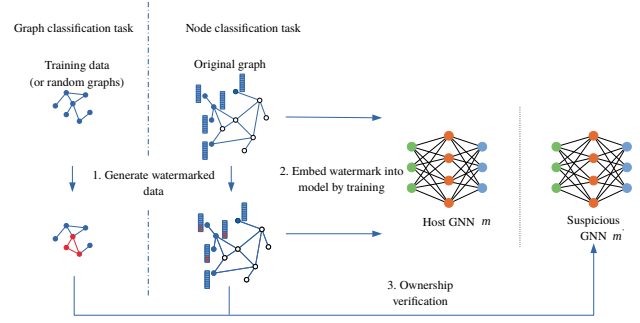 Graph classification task
Node classification task
Training data
(or random graphs)
Original graph
1. Generate watermarked
data
2. Embed watermark into
model by training
Host GNN m
Suspicious
GNN m'
3. Ownership
verification